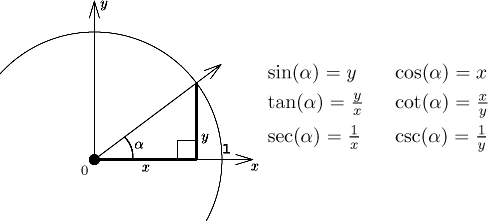 y
sin(α) = y cos(α) = x
tan(α) = y/x cot(α) = x/y
sec(α) = 1/x csc(α) = 1/y
α
y
1
0
x
x